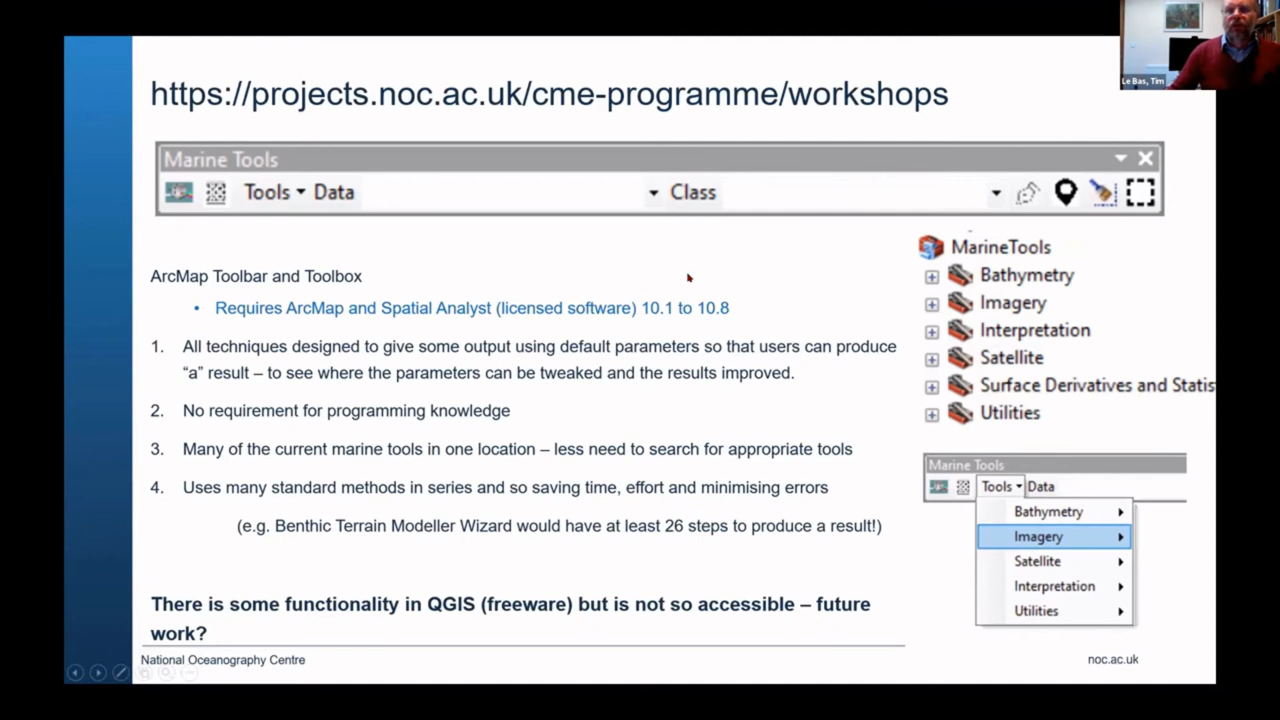 Le Bas, Tim
https://projects.noc.ac.uk/cme-programme/workshops
Marine Tools
Tools Data Class
ArcMap Toolbar and Toolbox
• Requires ArcMap and Spatial Analyst (licensed software) 10.1 to 10.8
1. All techniques designed to give some output using default parameters so that users can produce
“a” result – to see where the parameters can be tweaked and the results improved.
2. No requirement for programming knowledge
3. Many of the current marine tools in one location – less need to search for appropriate tools
4. Uses many standard methods in series and so saving time, effort and minimising errors
(e.g. Benthic Terrain Modeller Wizard would have at least 26 steps to produce a result!)
There is some functionality in QGIS (freeware) but is not so accessible – future
work?
MarineTools
Bathymetry
Imagery
Interpretation
Satellite
Surface Derivatives and Statis
Utilities
Marine Tools
Tools Data
Bathymetry
Imagery
Satellite
Interpretation
Utilities
National Oceanography Centre
noc.ac.uk